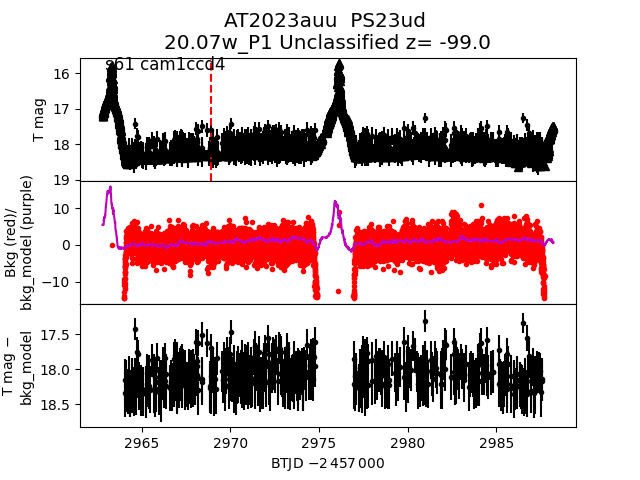 AT2023auu  PS23ud
20.07w_P1 Unclassified z= -99.0
s61 cam1ccd4
T mag
16
17
18
19
Bkg (red)/
bkg_model (purple)
10
0
−10
T mag −
bkg_model
17.5
18.0
18.5
2965
2970
2975
2980
2985
BTJD −2 457 000